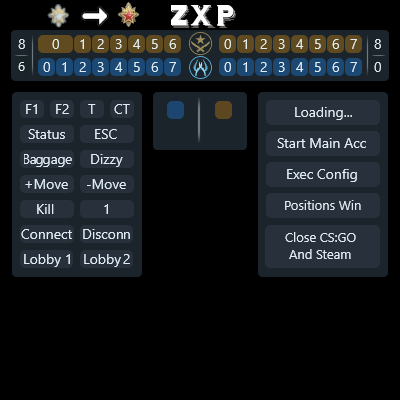 ZXP
8 0 1 2 3 4 5 6 0 1 2 3 4 5 6 7 8
6 0 1 2 3 4 5 6 7 0 1 2 3 4 5 6 7 0
F1 F2 T CT
Status ESC
Baggage Dizzy
+Move -Move
Kill 1
Connect Disconn
Lobby 1 Lobby 2
Loading...
Start Main Acc
Exec Config
Positions Win
Close CS:GO
And Steam